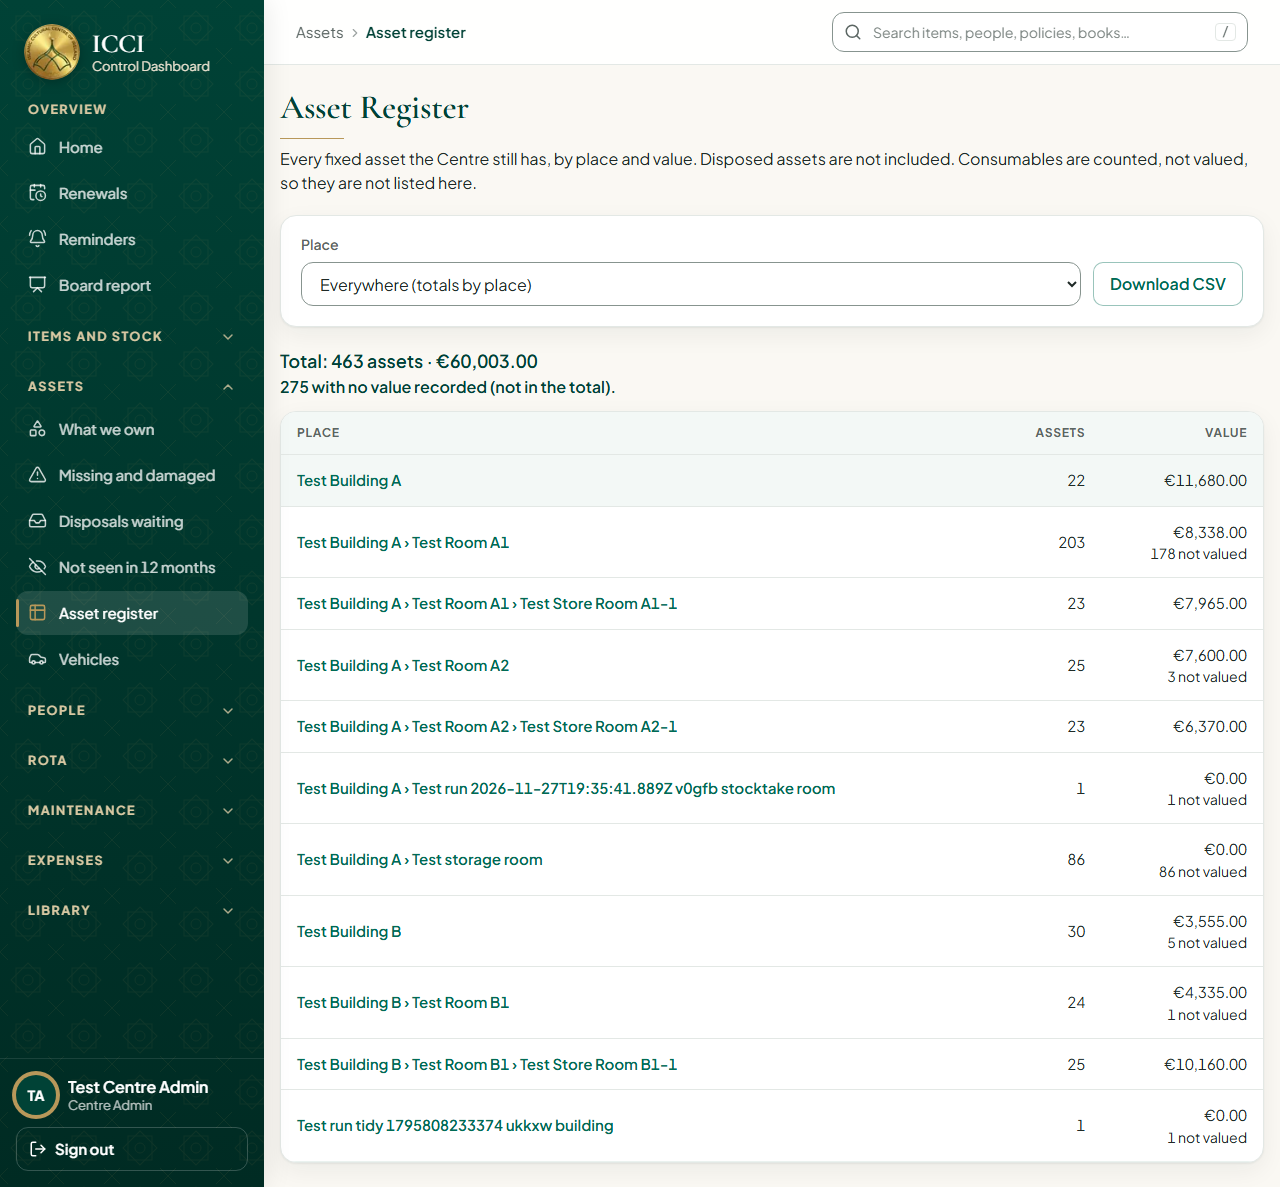 ICCI
Control Dashboard
OVERVIEW
Home
Renewals
Reminders
Board report
ITEMS AND STOCK
ASSETS
What we own
Missing and damaged
Disposals waiting
Not seen in 12 months
Asset register
Vehicles
PEOPLE
ROTA
MAINTENANCE
EXPENSES
LIBRARY
TA
Test Centre Admin
Centre Admin
Sign out
Assets › Asset register
Search items, people, policies, books… /
Asset Register
Every fixed asset the Centre still has, by place and value. Disposed assets are not included. Consumables are counted, not valued,
so they are not listed here.
Place
Everywhere (totals by place)
Download CSV
Total: 463 assets · €60,003.00
275 with no value recorded (not in the total).
PLACE ASSETS VALUE
Test Building A 22 €11,680.00
Test Building A › Test Room A1 203 €8,338.00
178 not valued
Test Building A › Test Room A1 › Test Store Room A1-1 23 €7,965.00
Test Building A › Test Room A2 25 €7,600.00
3 not valued
Test Building A › Test Room A2 › Test Store Room A2-1 23 €6,370.00
Test Building A › Test run 2026-11-27T19:35:41.889Z v0gfb stocktake room 1 €0.00
1 not valued
Test Building A › Test storage room 86 €0.00
86 not valued
Test Building B 30 €3,555.00
5 not valued
Test Building B › Test Room B1 24 €4,335.00
1 not valued
Test Building B › Test Room B1 › Test Store Room B1-1 25 €10,160.00
Test run tidy 1795808233374 ukkxw building 1 €0.00
1 not valued